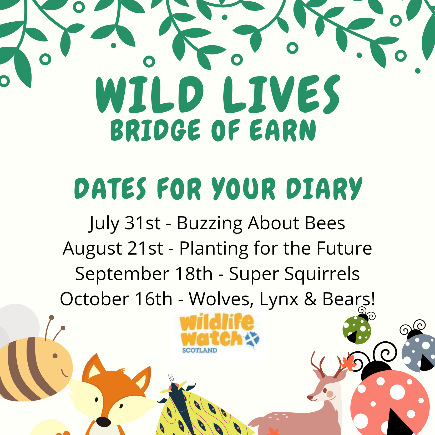 WILD LIVES
BRIDGE OF EARN
DATES FOR YOUR DIARY
July 31st - Buzzing About Bees
August 21st - Planting for the Future
September 18th - Super Squirrels
October 16th - Wolves, Lynx & Bears!
wildlife
watch
SCOTLAND